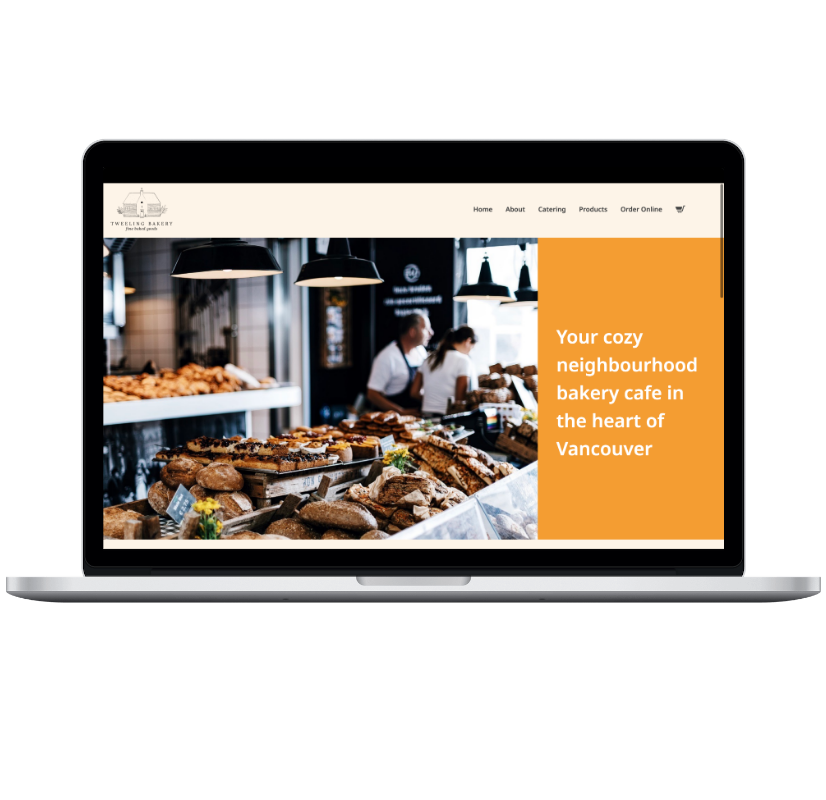 TWEELING BAKERY
fine baked goods
Home About Catering Products Order Online
Your cozy
neighbourhood
bakery cafe in
the heart of
Vancouver